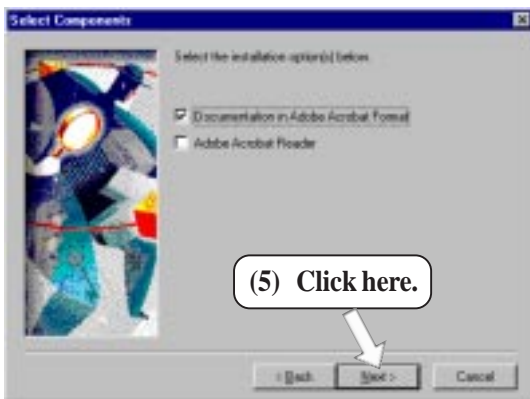 Select Components
Select the installation option(s) below.
Documentation in Adobe Acrobat Format
Adobe Acrobat Reader
(5) Click here.
< Back
Next >
Cancel